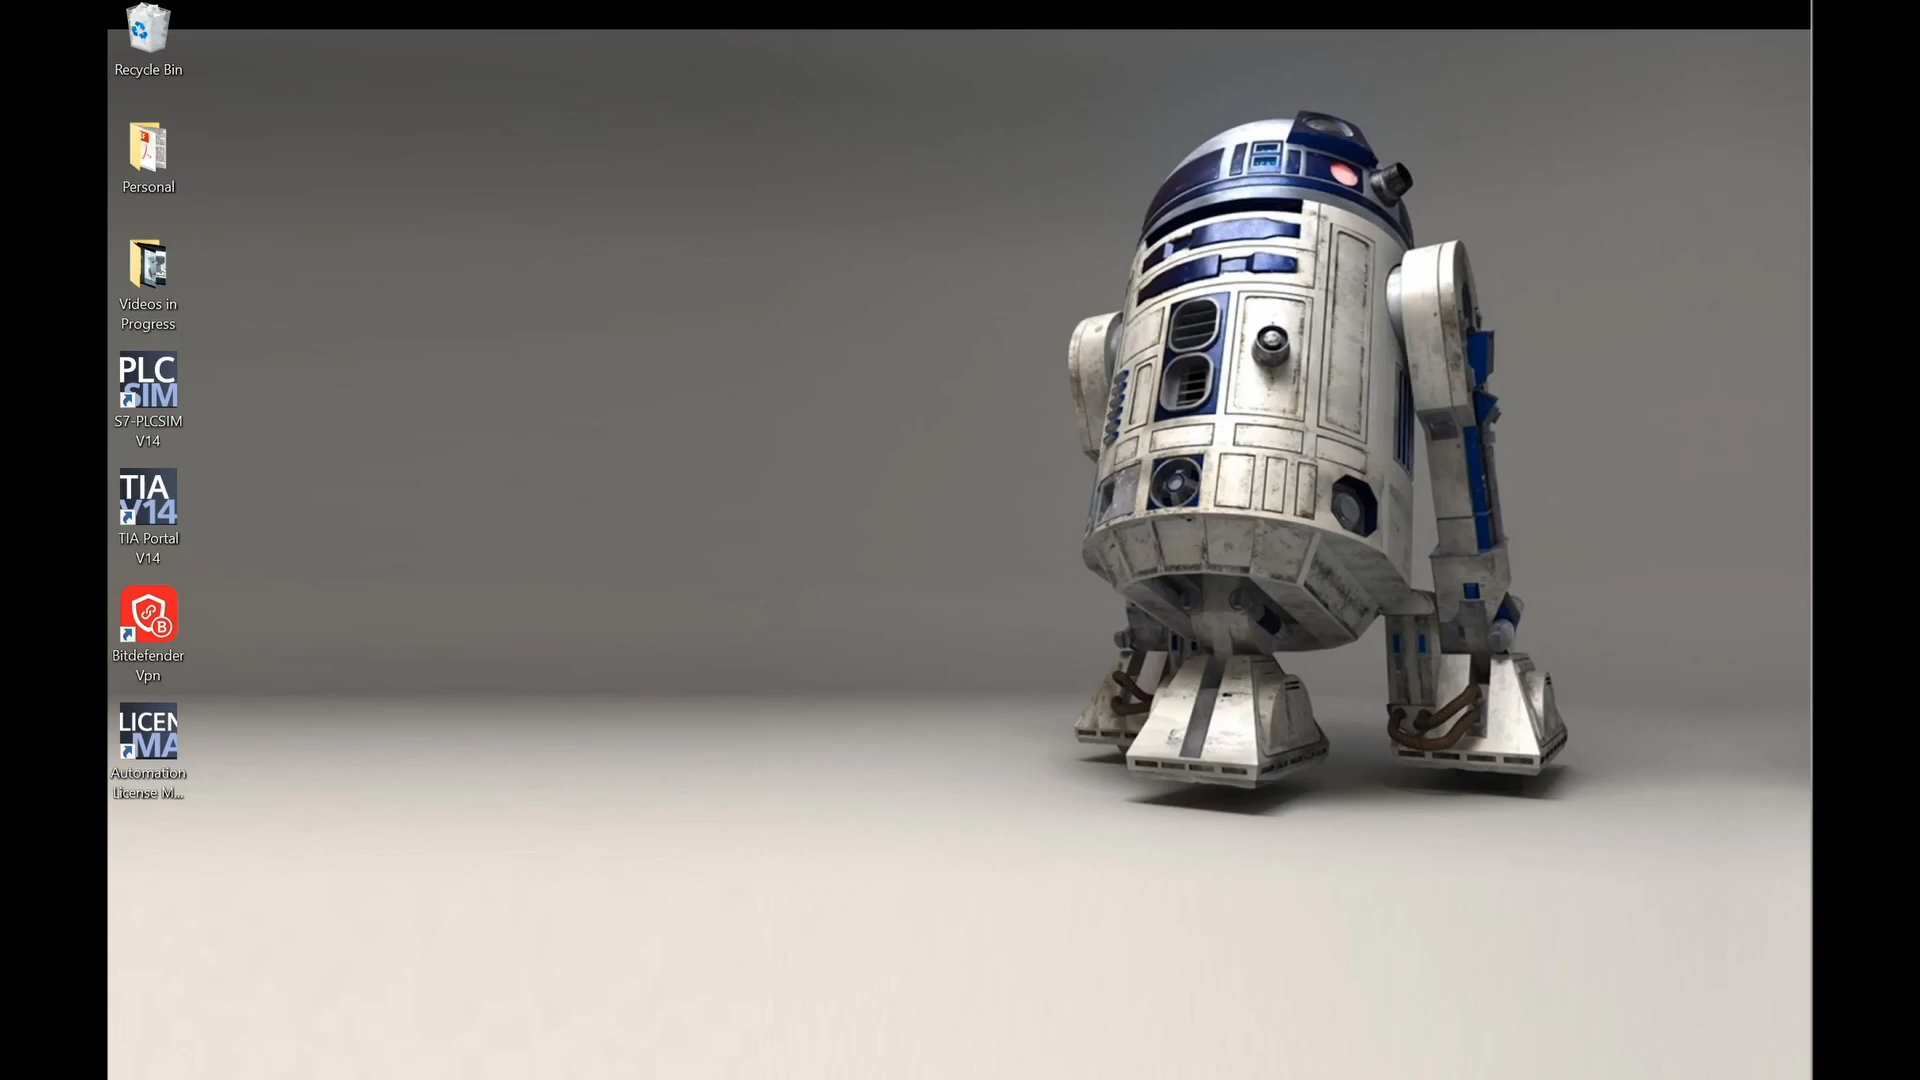 Recycle Bin
Personal
Videos in
Progress
PLC
SIM
S7-PLCSIM
V14
TIA
V14
TIA Portal
V14
B
Bitdefender
Vpn
LICEN
MA
Automation
License M...